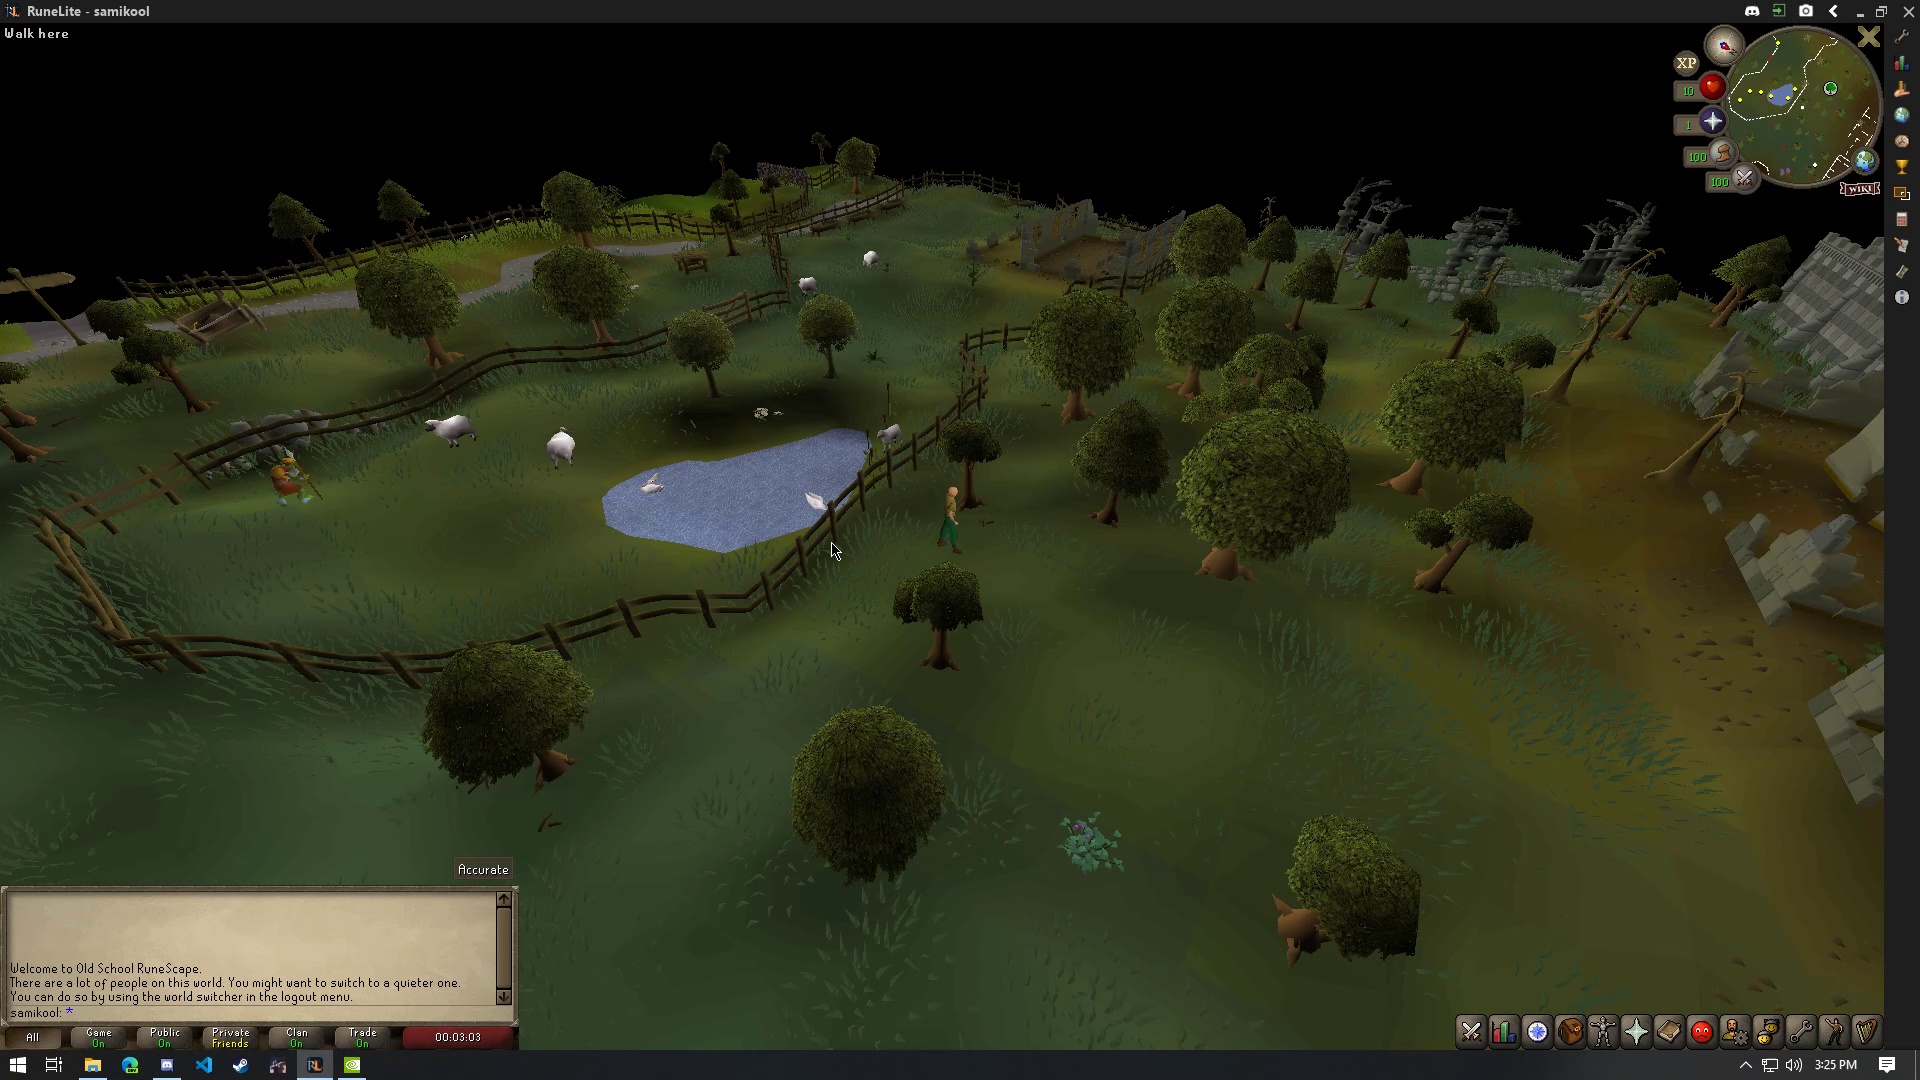 RuneLite - samikool
Walk here
XP
10
1
100
100
WIKI
Accurate
Welcome to Old School RuneScape.
There are a lot of people on this world. You might want to switch to a quieter one.
You can do so by using the world switcher in the logout menu.
samikool: *
All
Game
On
Public
On
Private
Friends
Clan
On
Trade
On
00:03:03
3:25 PM